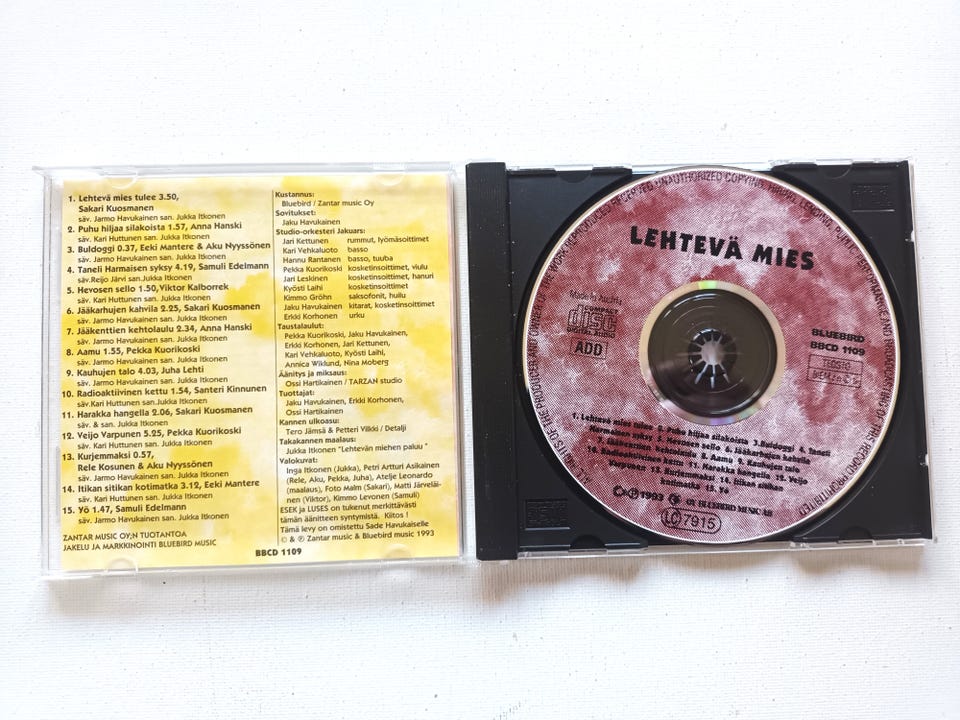 1. Lehtevä mies tulee 3.50,
Sakari Kuosmanen
säv. Jarmo Havukainen san. Jukka Itkonen
2. Puhu hiljaa silakoista 1.57, Anna Hanski
säv. Kari Huttunen san. Jukka Itkonen
3. Buldoggi 0.37, Eeki Mantere & Aku Nyyssönen
säv. Jarmo Havukainen san. Jukka Itkonen
4. Taneli Harmaisen syksy 4.19, Samuli Edelmann
säv.Reijo Järvi san.Jukka Itkonen
5. Hevosen sello 1.50,Viktor Kalborrek
säv. Kari Huttunen san. Jukka Itkonen
6. Jääkarhujen kahvila 2.25, Sakari Kuosmanen
säv. Jarmo Havukainen san. Jukka Itkonen
7. Jääkenttien kehtolaulu 2.34, Anna Hanski
säv. Jarmo Havukainen san. Jukka Itkonen
8. Aamu 1.55, Pekka Kuorikoski
säv. Jarmo Havukainen san. Jukka Itkonen
9. Kauhujen talo 4.03, Juha Lehti
säv. Jarmo Havukainen san. Jukka Itkonen
10. Radioaktiivinen kettu 1.54, Santeri Kinnunen
säv.Kari Huttunen san. Jukka Itkonen
11. Harakka hangella 2.06, Sakari Kuosmanen
säv. & san. Jukka Itkonen
12. Veijo Varpunen 5.25, Pekka Kuorikoski
säv. Kari Huttunen san. Jukka Itkonen
13. Kurjemmaksi 0.57,
Rele Kosunen & Aku Nyyssönen
säv. Jarmo Havukainen san. Jukka Itkonen
14. Itikan sitikan kotimatka 3.12, Eeki Mantere
säv. Kari Huttunen san. Jukka Itkonen
15. Yö 1.47, Samuli Edelmann
säv. Jarmo Havukainen san. Jukka Itkonen
ZANTAR MUSIC OY;N TUOTANTOA
JAKELU JA MARKKINOINTI BLUEBIRD MUSIC
Kustannus:
Bluebird / Zantar music Oy
Sovitukset:
Jaku Havukainen
Studio-orkesteri Jakuars:
Jari Kettunen rummut, lyömäsoittimet
Kari Vehkaluoto basso
Hannu Rantanen basso, tuuba
Pekka Kuorikoski kosketinsoittimet, viulu
Jari Leskinen kosketinsoittimet, hanuri
Kyösti Laihi kosketinsoittimet
Kimmo Gröhn saksofonit, huilu
Jaku Havukainen kitarat, kosketinsoittimet
Erkki Korhonen urku
Taustalaulut:
Pekka Kuorikoski, Jaku Havukainen,
Erkki Korhonen, Jari Kettunen,
Kari Vehkaluoto, Kyösti Laihi,
Annica Wiklund, Nina Moberg
Äänitys ja miksaus:
Ossi Hartikainen / TARZAN studio
Tuottajat:
Jaku Havukainen, Erkki Korhonen,
Ossi Hartikainen
Kannen ulkoasu:
Tero Jämsä & Petteri Vilkki / Detalji
Takakannen maalaus:
Jukka Itkonen "Lehtevän miehen paluu "
Valokuvat:
Inga Itkonen (Jukka), Petri Artturi Asikainen
(Rele, Aku, Pekka, Juha), Atelje Leonardo
(maalaus), Foto Malm (Sakari), Matti Järveläi-
nen (Viktor), Kimmo Levonen (Samuli)
ESEK ja LUSES on tukenut merkittävästi
tämän äänitteen syntymistä. Kiitos !
Tämä levy on omistettu Sade Havukaiselle
© & ℗ Zantar music & Bluebird music 1993
BBCD 1109
LEHTEVÄ MIES
Made in Austria
COMPACT
disc
DIGITAL AUDIO
ADD
BLUEBIRD
BBCD 1109
1. Lehtevä mies tulee 2. Puhu hiljaa silakoista 3.Buldoggi 4. Taneli
Harmaisen syksy 5. Hevosen sello 6. Jääkarhujen kahvila
7. Jääkenttien kehtolaulu 8. Aamu 9. Kauhujen talo
10. Radioaktiivinen kettu 11. Harakka hangella 12. Veijo
Varpunen 13. Kurjemmaksi 14. Itikan sitikan
kotimatka 15. Yö
©℗ 1993 BLUEBIRD MUSIC
LC 7915